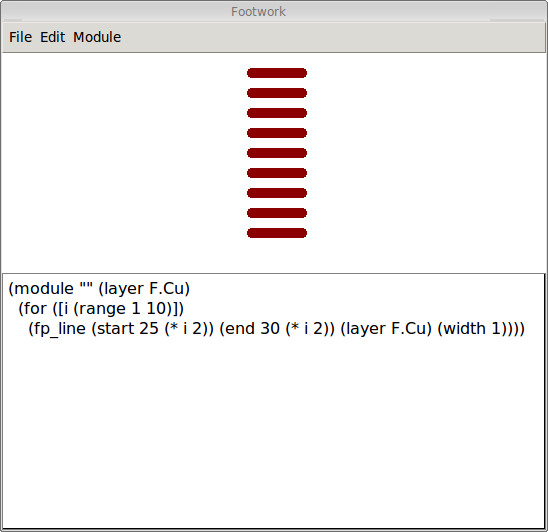 Footwork
File Edit Module
(module "" (layer F.Cu)
(for ([i (range 1 10)])
(fp_line (start 25 (* i 2)) (end 30 (* i 2)) (layer F.Cu) (width 1))))